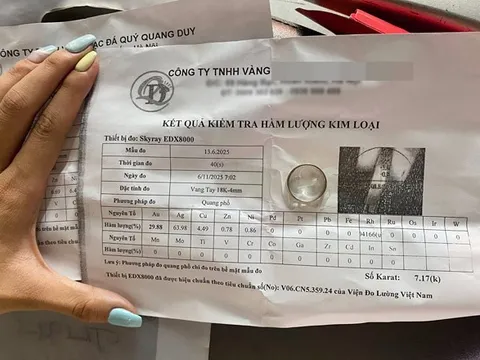 ẠC ĐÁ QUÝ QUANG DUY
CÔNG TY
CÔNG TY TNHH VÀNG
KẾT QUẢ KIỂM TRA HÀM LƯỢNG KIM LOẠI
Thiết bị đo: Skyray EDX8000
Mẫu đo 13.6.2025
Thời gian đo 40(s)
Ngày đo 6/11/2025 7:02
Đặc tính đo Vang Tay 18K-4mm
Phương pháp đo Quang phổ
Nguyên Tố Au Ag Cu Zn Ni Pd Pt Pb Fe Rh Ru Os Ir W
Hàm lượng(%) 29.88 63.98 4.49 0.78 0.86
Nguyên Tố Mn Mo Ti V Cr Co Ga Zr Cd In Sn
Hàm lượng(%)
Lưu ý: Phương pháp đo quang phổ chỉ đo trên bề mặt mẫu đo
Số Karat: 7.17(k)
Thiết bị EDX8000 đã được hiệu chuẩn theo tiêu chuẩn số(No): V06.CN5.359.24 của Viện Đo Lường Việt Nam